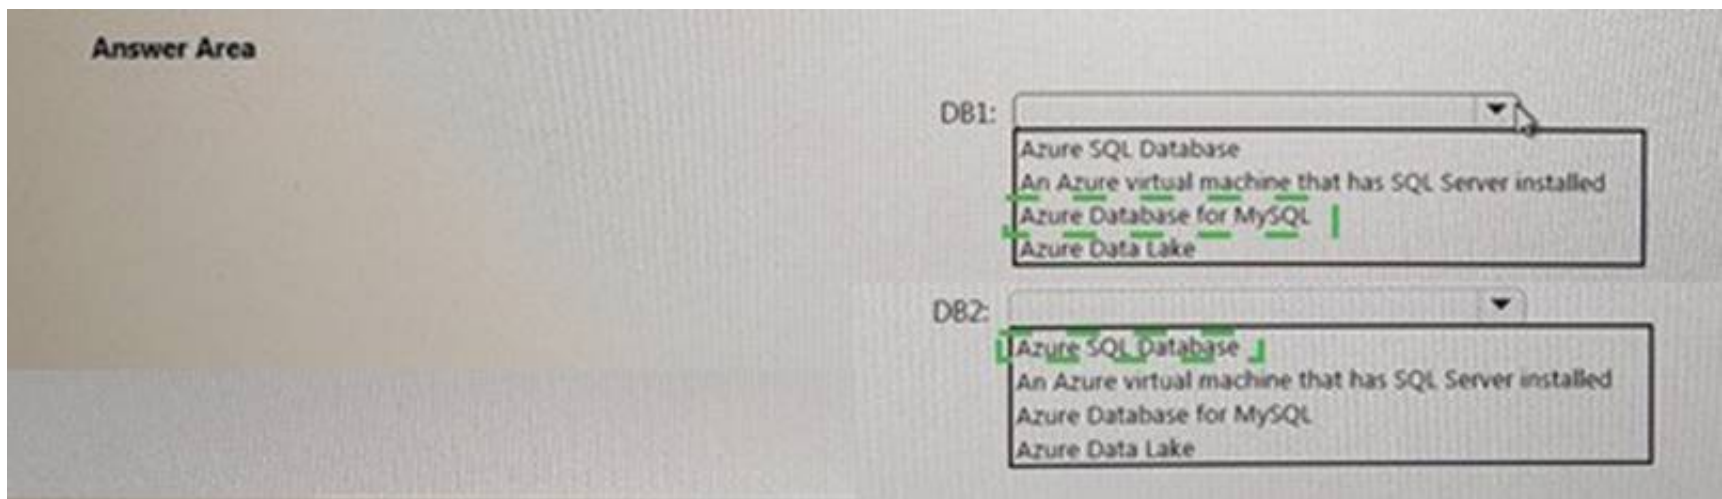 Answer Area
DB1:
Azure SQL Database
An Azure virtual machine that has SQL Server installed
Azure Database for MySQL
Azure Data Lake
DB2:
Azure SQL Database
An Azure virtual machine that has SQL Server installed
Azure Database for MySQL
Azure Data Lake